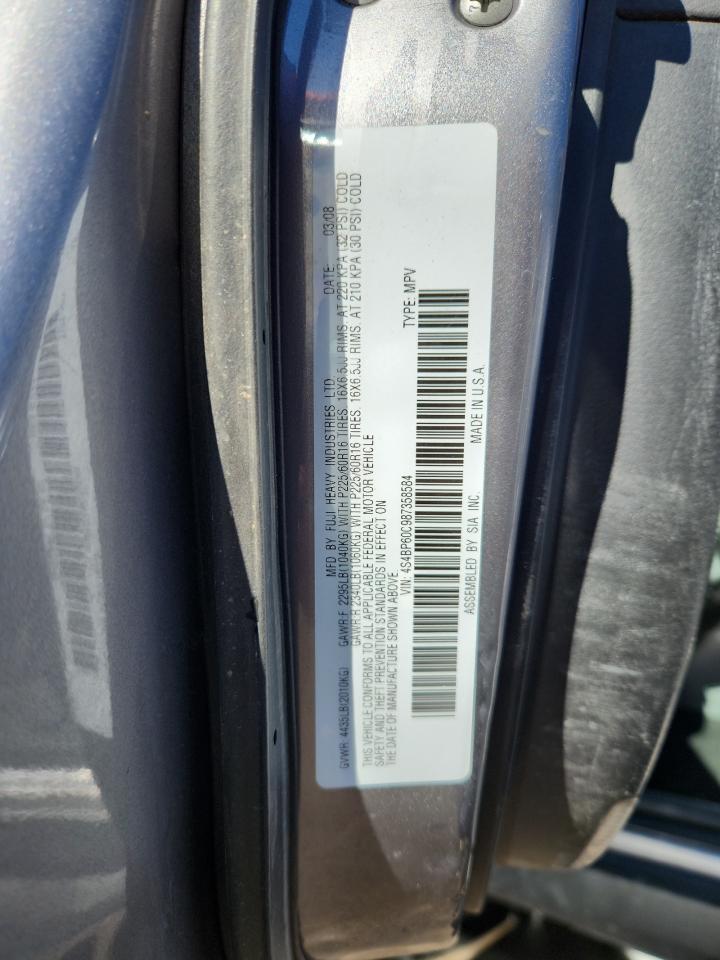 MFD BY FUJI HEAVY INDUSTRIES LTD. DATE: 03/08
GVWR: 4435LB(2010KG) GAWR:F 2295LB(1040KG) WITH P225/60R16 TIRES. 16X6.5JJ RIMS. AT 220 KPA (32 PSI) COLD
GAWR:R 2340LB(1060KG) WITH P225/60R16 TIRES. 16X6.5JJ RIMS. AT 210 KPA (30 PSI) COLD
THIS VEHICLE CONFORMS TO ALL APPLICABLE FEDERAL MOTOR VEHICLE
SAFETY AND THEFT PREVENTION STANDARDS IN EFFECT ON
THE DATE OF MANUFACTURE SHOWN ABOVE.
VIN: 4S4BP60C987358584 TYPE: MPV
ASSEMBLED BY SIA INC. MADE IN U.S.A.
7